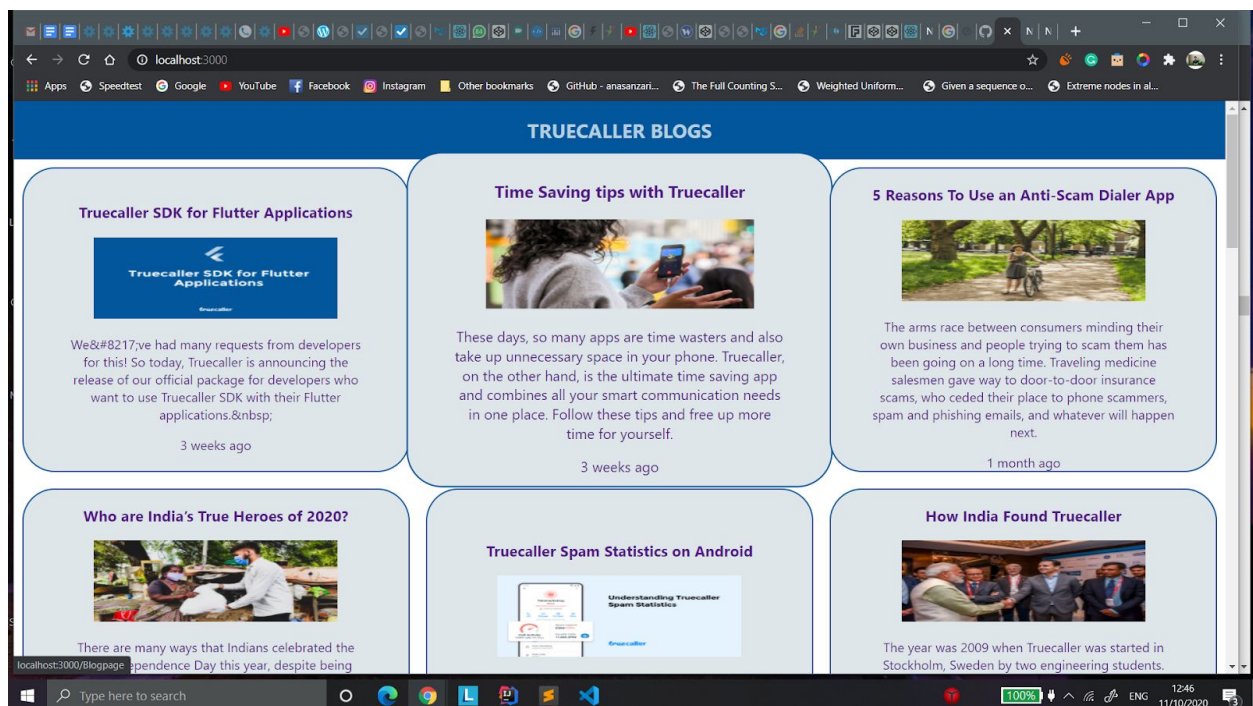 localhost:3000
Apps
Speedtest
Google
YouTube
Facebook
Instagram
Other bookmarks
GitHub - anasanzari...
The Full Counting S...
Weighted Uniform...
Given a sequence o...
Extreme nodes in al...
TRUECALLER BLOGS
Truecaller SDK for Flutter Applications
Truecaller SDK for Flutter
Applications
truecaller
We&#8217;ve had many requests from developers
for this! So today, Truecaller is announcing the
release of our official package for developers who
want to use Truecaller SDK with their Flutter
applications.&nbsp;
3 weeks ago
Time Saving tips with Truecaller
These days, so many apps are time wasters and also
take up unnecessary space in your phone. Truecaller,
on the other hand, is the ultimate time saving app
and combines all your smart communication needs
in one place. Follow these tips and free up more
time for yourself.
3 weeks ago
5 Reasons To Use an Anti-Scam Dialer App
The arms race between consumers minding their
own business and people trying to scam them has
been going on a long time. Traveling medicine
salesmen gave way to door-to-door insurance
scams, who ceded their place to phone scammers,
spam and phishing emails, and whatever will happen
next.
1 month ago
Who are India's True Heroes of 2020?
There are many ways that Indians celebrated the
ependence Day this year, despite being
Truecaller Spam Statistics on Android
Understanding Truecaller
Spam Statistics
truecaller
How India Found Truecaller
The year was 2009 when Truecaller was started in
Stockholm, Sweden by two engineering students.
localhost:3000/Blogpage
Type here to search
100%
ENG
12:46
11/10/2020